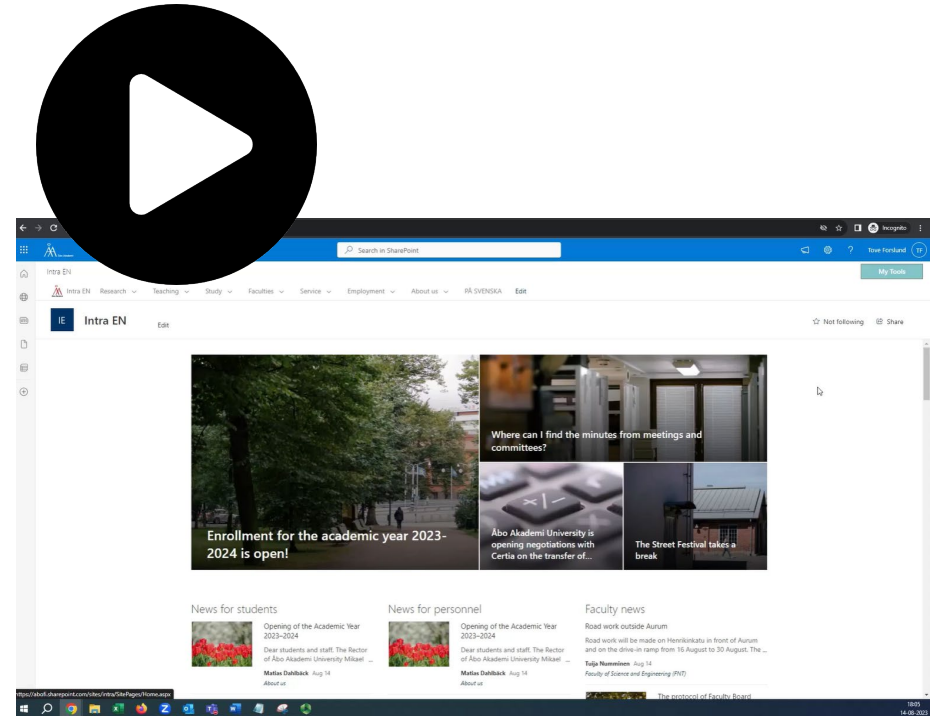 Incognito
Search in SharePoint
?
Tove Forslund
TF
Intra EN
My Tools
Intra EN Research Teaching Study Faculties Service Employment About us PÅ SVENSKA Edit
IE
Intra EN
Edit
Not following
Share
Enrollment for the academic year 2023-
2024 is open!
Where can I find the minutes from meetings and
committees?
Åbo Akademi University is
opening negotiations with
Certia on the transfer of...
The Street Festival takes a
break
News for students
Opening of the Academic Year
2023–2024
Dear students and staff. The Rector
of Åbo Akademi University Mikael ...
Matias Dahlbäck Aug 14
About us
News for personnel
Opening of the Academic Year
2023–2024
Dear students and staff. The Rector
of Åbo Akademi University Mikael ...
Matias Dahlbäck Aug 14
About us
Faculty news
Road work outside Aurum
Road work will be made on Henrikinkatu in front of Aurum
and on the drive-in ramp from 16 August to 30 August. The ...
Tuija Numminen Aug 14
Faculty of Science and Engineering (FNT)
The protocol of Faculty Board
https://abofi.sharepoint.com/sites/intra/SitePages/Home.aspx
18:05
14-08-2023